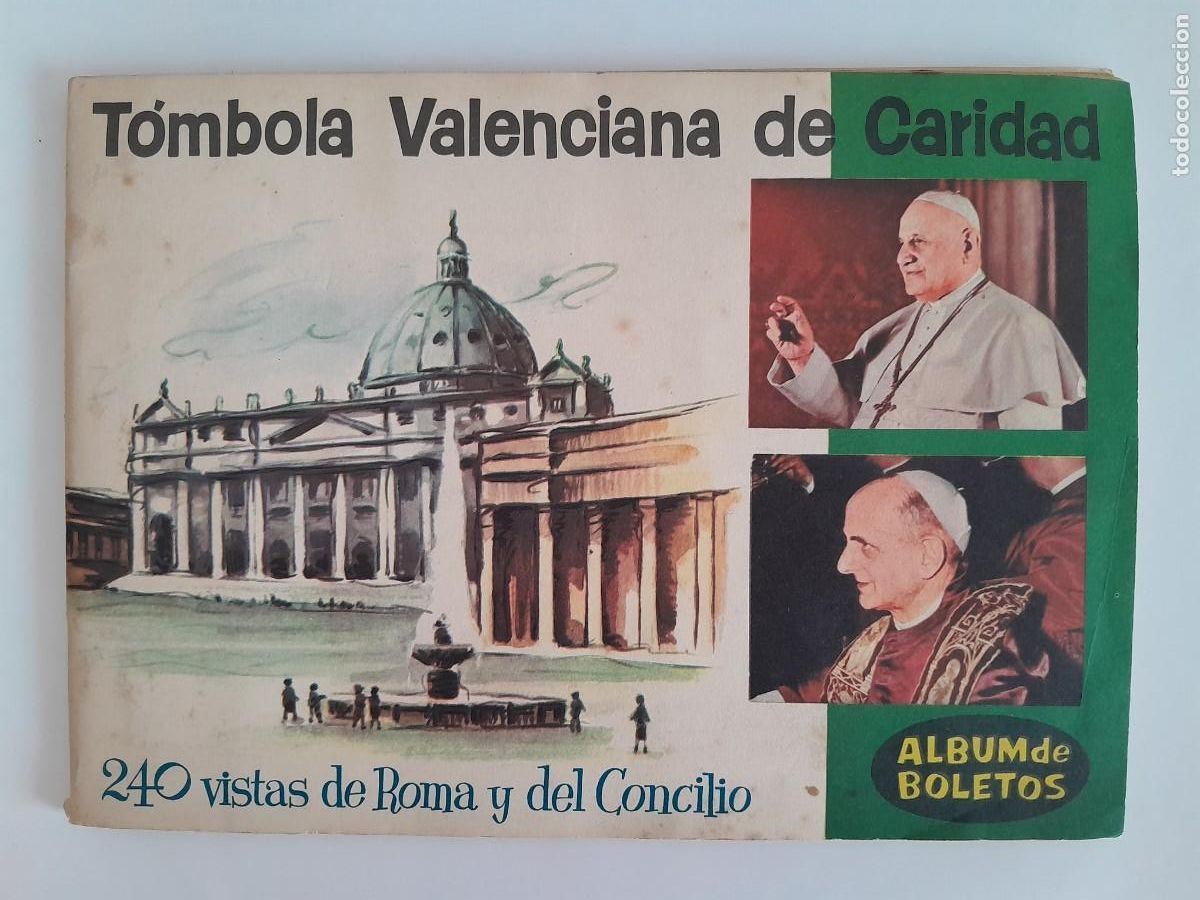 Tómbola Valenciana de Caridad
240 vistas de Roma y del Concilio
ALBUM de
BOLETOS
todocoleccion